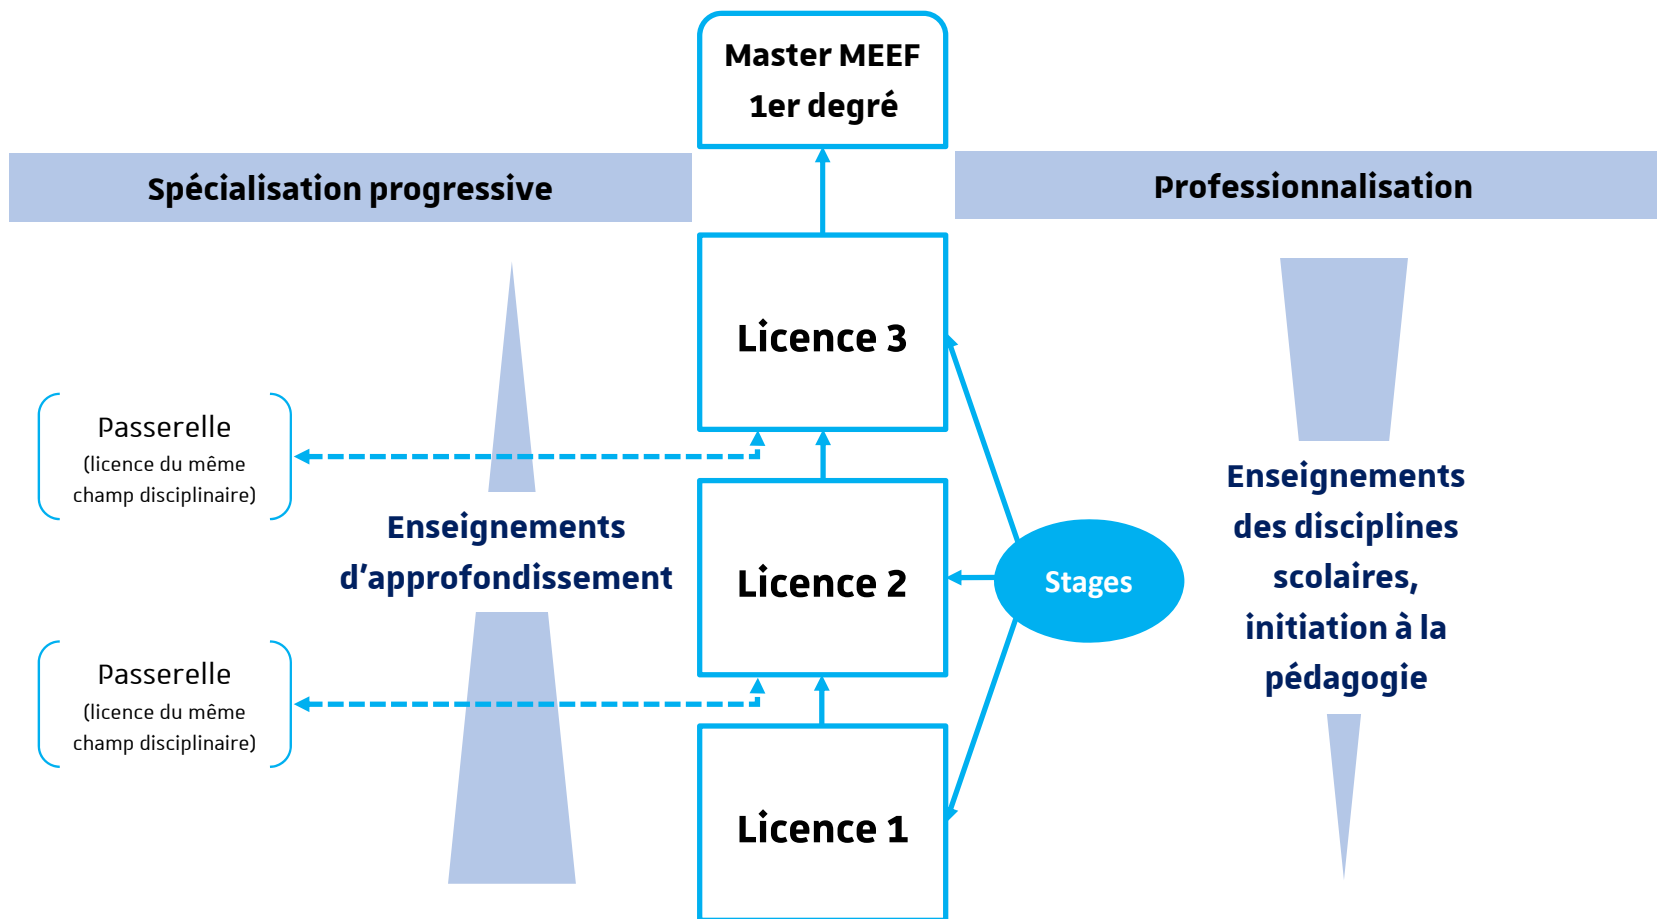 Master MEEF
1er degré
Spécialisation progressive
Professionnalisation
Licence 3
Passerelle
(licence du même
champ disciplinaire)
Enseignements
d’approfondissement
Licence 2
Stages
Enseignements
des disciplines
scolaires,
initiation à la
pédagogie
Passerelle
(licence du même
champ disciplinaire)
Licence 1